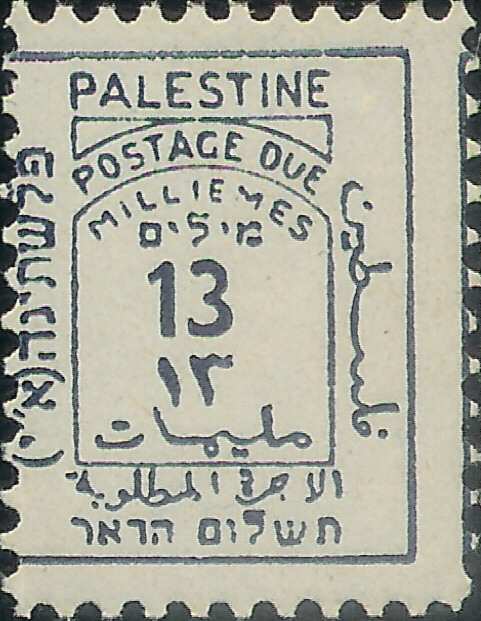 PALESTINE
POSTAGE DUE
MILLIEMES
מילים
13
١٣
مليمات
الاجرة المطلوبة
תשלום הדאר
פלשתינה (א״י)
فلسطين